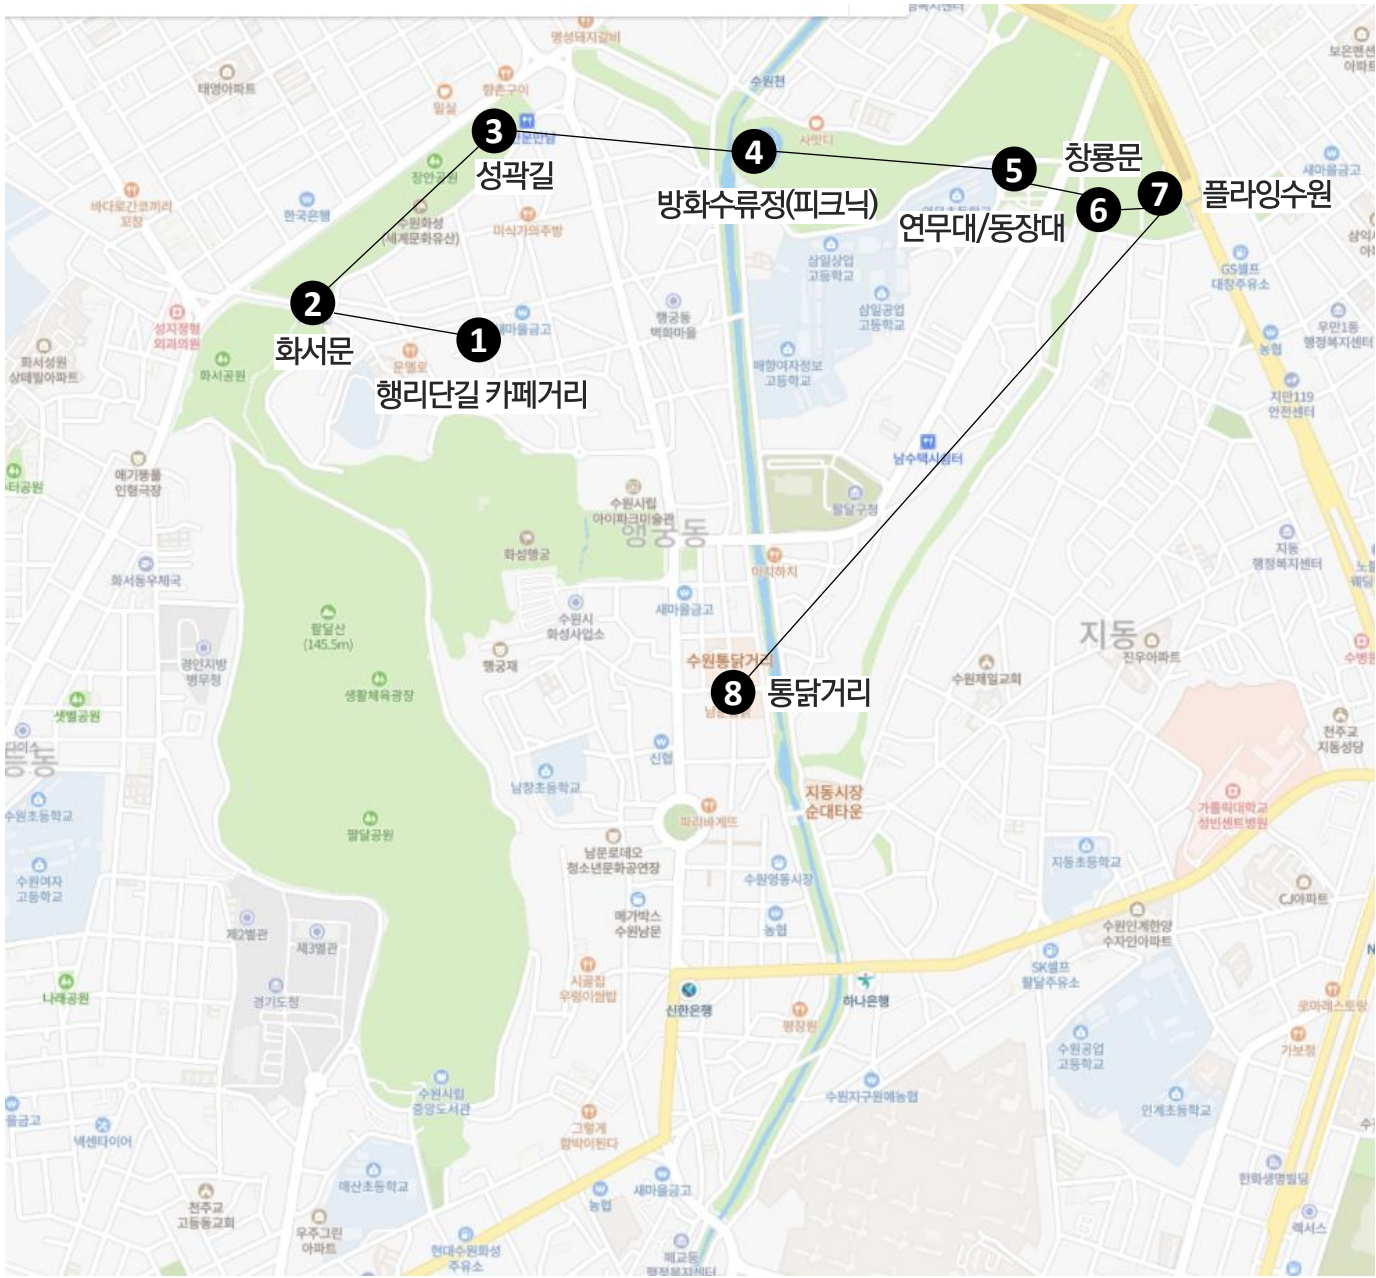 명성돼지갈비
보은맨션
아파트
태영아파트
향촌구이
밀실
수원천
사맛디
3
4
5
창룡문
새마을금고
장안공원
성곽길
6
7
플라잉수원
바다로간코끼리
꼬장
한국은행
수원화성
(세계문화유산)
미식가의주방
방화수류정(피크닉)
연무대/동장대
삼일상업
고등학교
GS셀프
대창주유소
삼일공업
고등학교
2
1
새마을금고
행궁동
벽화마을
성지정형
외과의원
화서문
운멜로
농협
우만1동
행정복지센터
화서성원
상떼빌아파트
화서공원
행리단길 카페거리
매향여자정보
고등학교
지만119
안전센터
애기똥풀
인형극장
남수택시쉼터
수원시립
아이파크미술관
팔달구청
행궁동
화성행궁
지동
행정복지센터
화서동우체국
아치하치
새마을금고
수원시
화성사업소
팔달산
(145.5m)
경인지방
병무청
행궁재
수원통닭거리
지동
진우아파트
수원제일교회
생활체육광장
8
통닭거리
샛별공원
신협
천주교
지동성당
남창초등학교
지동시장
순대타운
가톨릭대학교
성빈센트병원
수원초등학교
팔달공원
파리바게뜨
남문로데오
청소년문화공연장
수원영동시장
지동초등학교
수원여자
고등학교
CJ아파트
메가박스
수원남문
농협
수원인계한양
수자인아파트
제2별관
제3별관
시골집
우렁이쌈밥
SK셀프
팔달주유소
나래공원
경기도청
신한은행
평장원
하나은행
로마레스토랑
가보정
수원공업
고등학교
수원시립
중앙도서관
수원지구원예농협
인계초등학교
그렇게
함박이된다
넥센타이어
매산초등학교
새마을금고
농협
한화생명빌딩
천주교
고등동교회
우주그린
아파트
현대수원화성
주유소
매교동
행정복지센터
렉서스